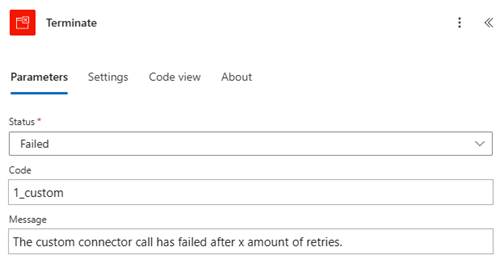 Terminate
Parameters Settings Code view About
Status *
Failed
Code
1_custom
Message
The custom connector call has failed after x amount of retries.